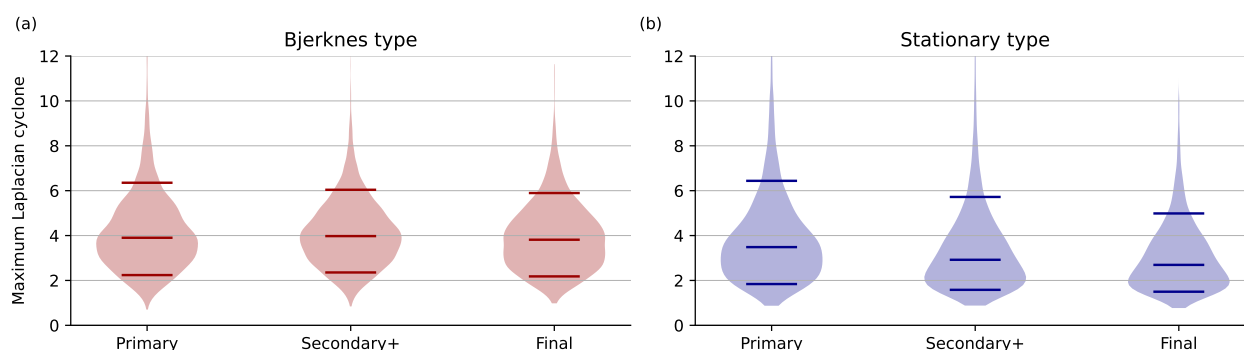 (a)
Bjerknes type
Maximum Laplacian cyclone
12
10
8
6
4
2
0
Primary Secondary+ Final
(b)
Stationary type
12
10
8
6
4
2
0
Primary Secondary+ Final